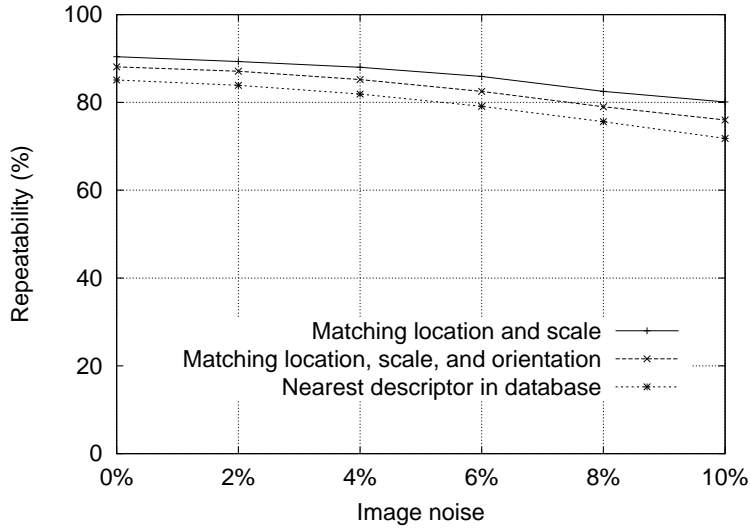 100
80
60
40
20
0
Repeatability (%)
Matching location and scale
Matching location, scale, and orientation
Nearest descriptor in database
0% 2% 4% 6% 8% 10%
Image noise